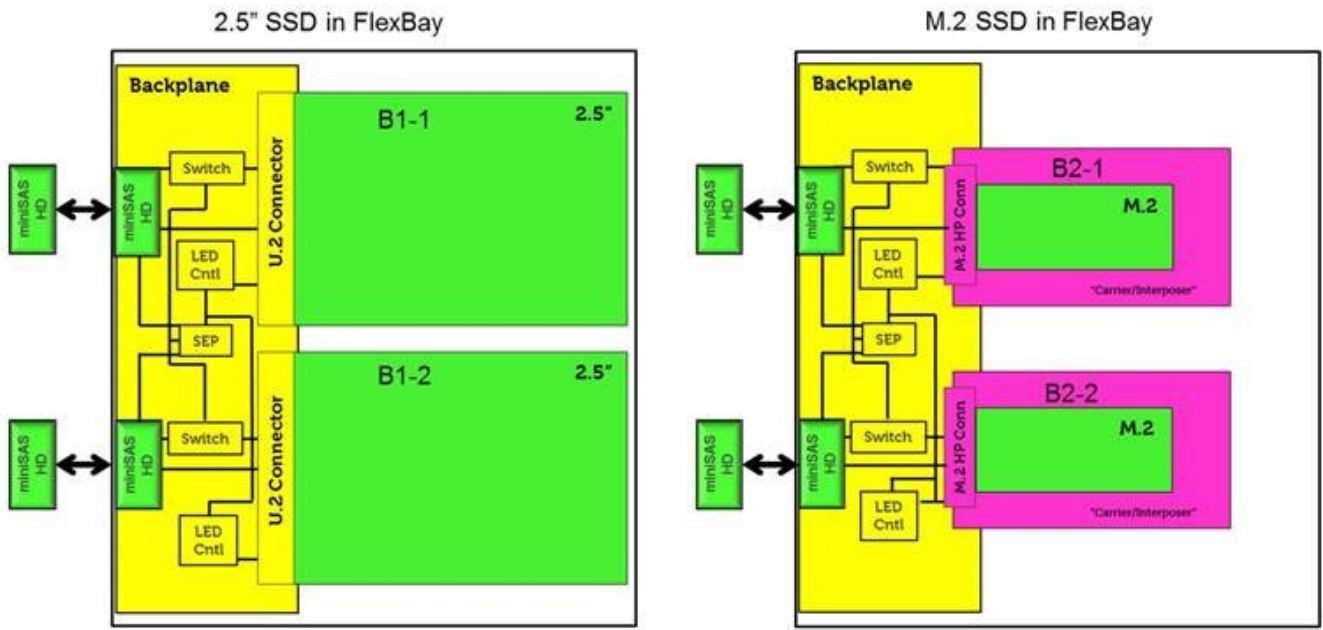 2.5” SSD in FlexBay
Backplane
B1-1
2.5”
U.2 Connector
Switch
miniSAS
HD
miniSAS
HD
LED
Cntl
SEP
B1-2
2.5”
U.2 Connector
Switch
miniSAS
HD
miniSAS
HD
LED
Cntl
M.2 SSD in FlexBay
Backplane
B2-1
M.2
"Carrier/Interposer"
M.2 HP Conn
Switch
miniSAS
HD
miniSAS
HD
LED
Cntl
SEP
B2-2
M.2
"Carrier/Interposer"
M.2 HP Conn
Switch
miniSAS
HD
miniSAS
HD
LED
Cntl